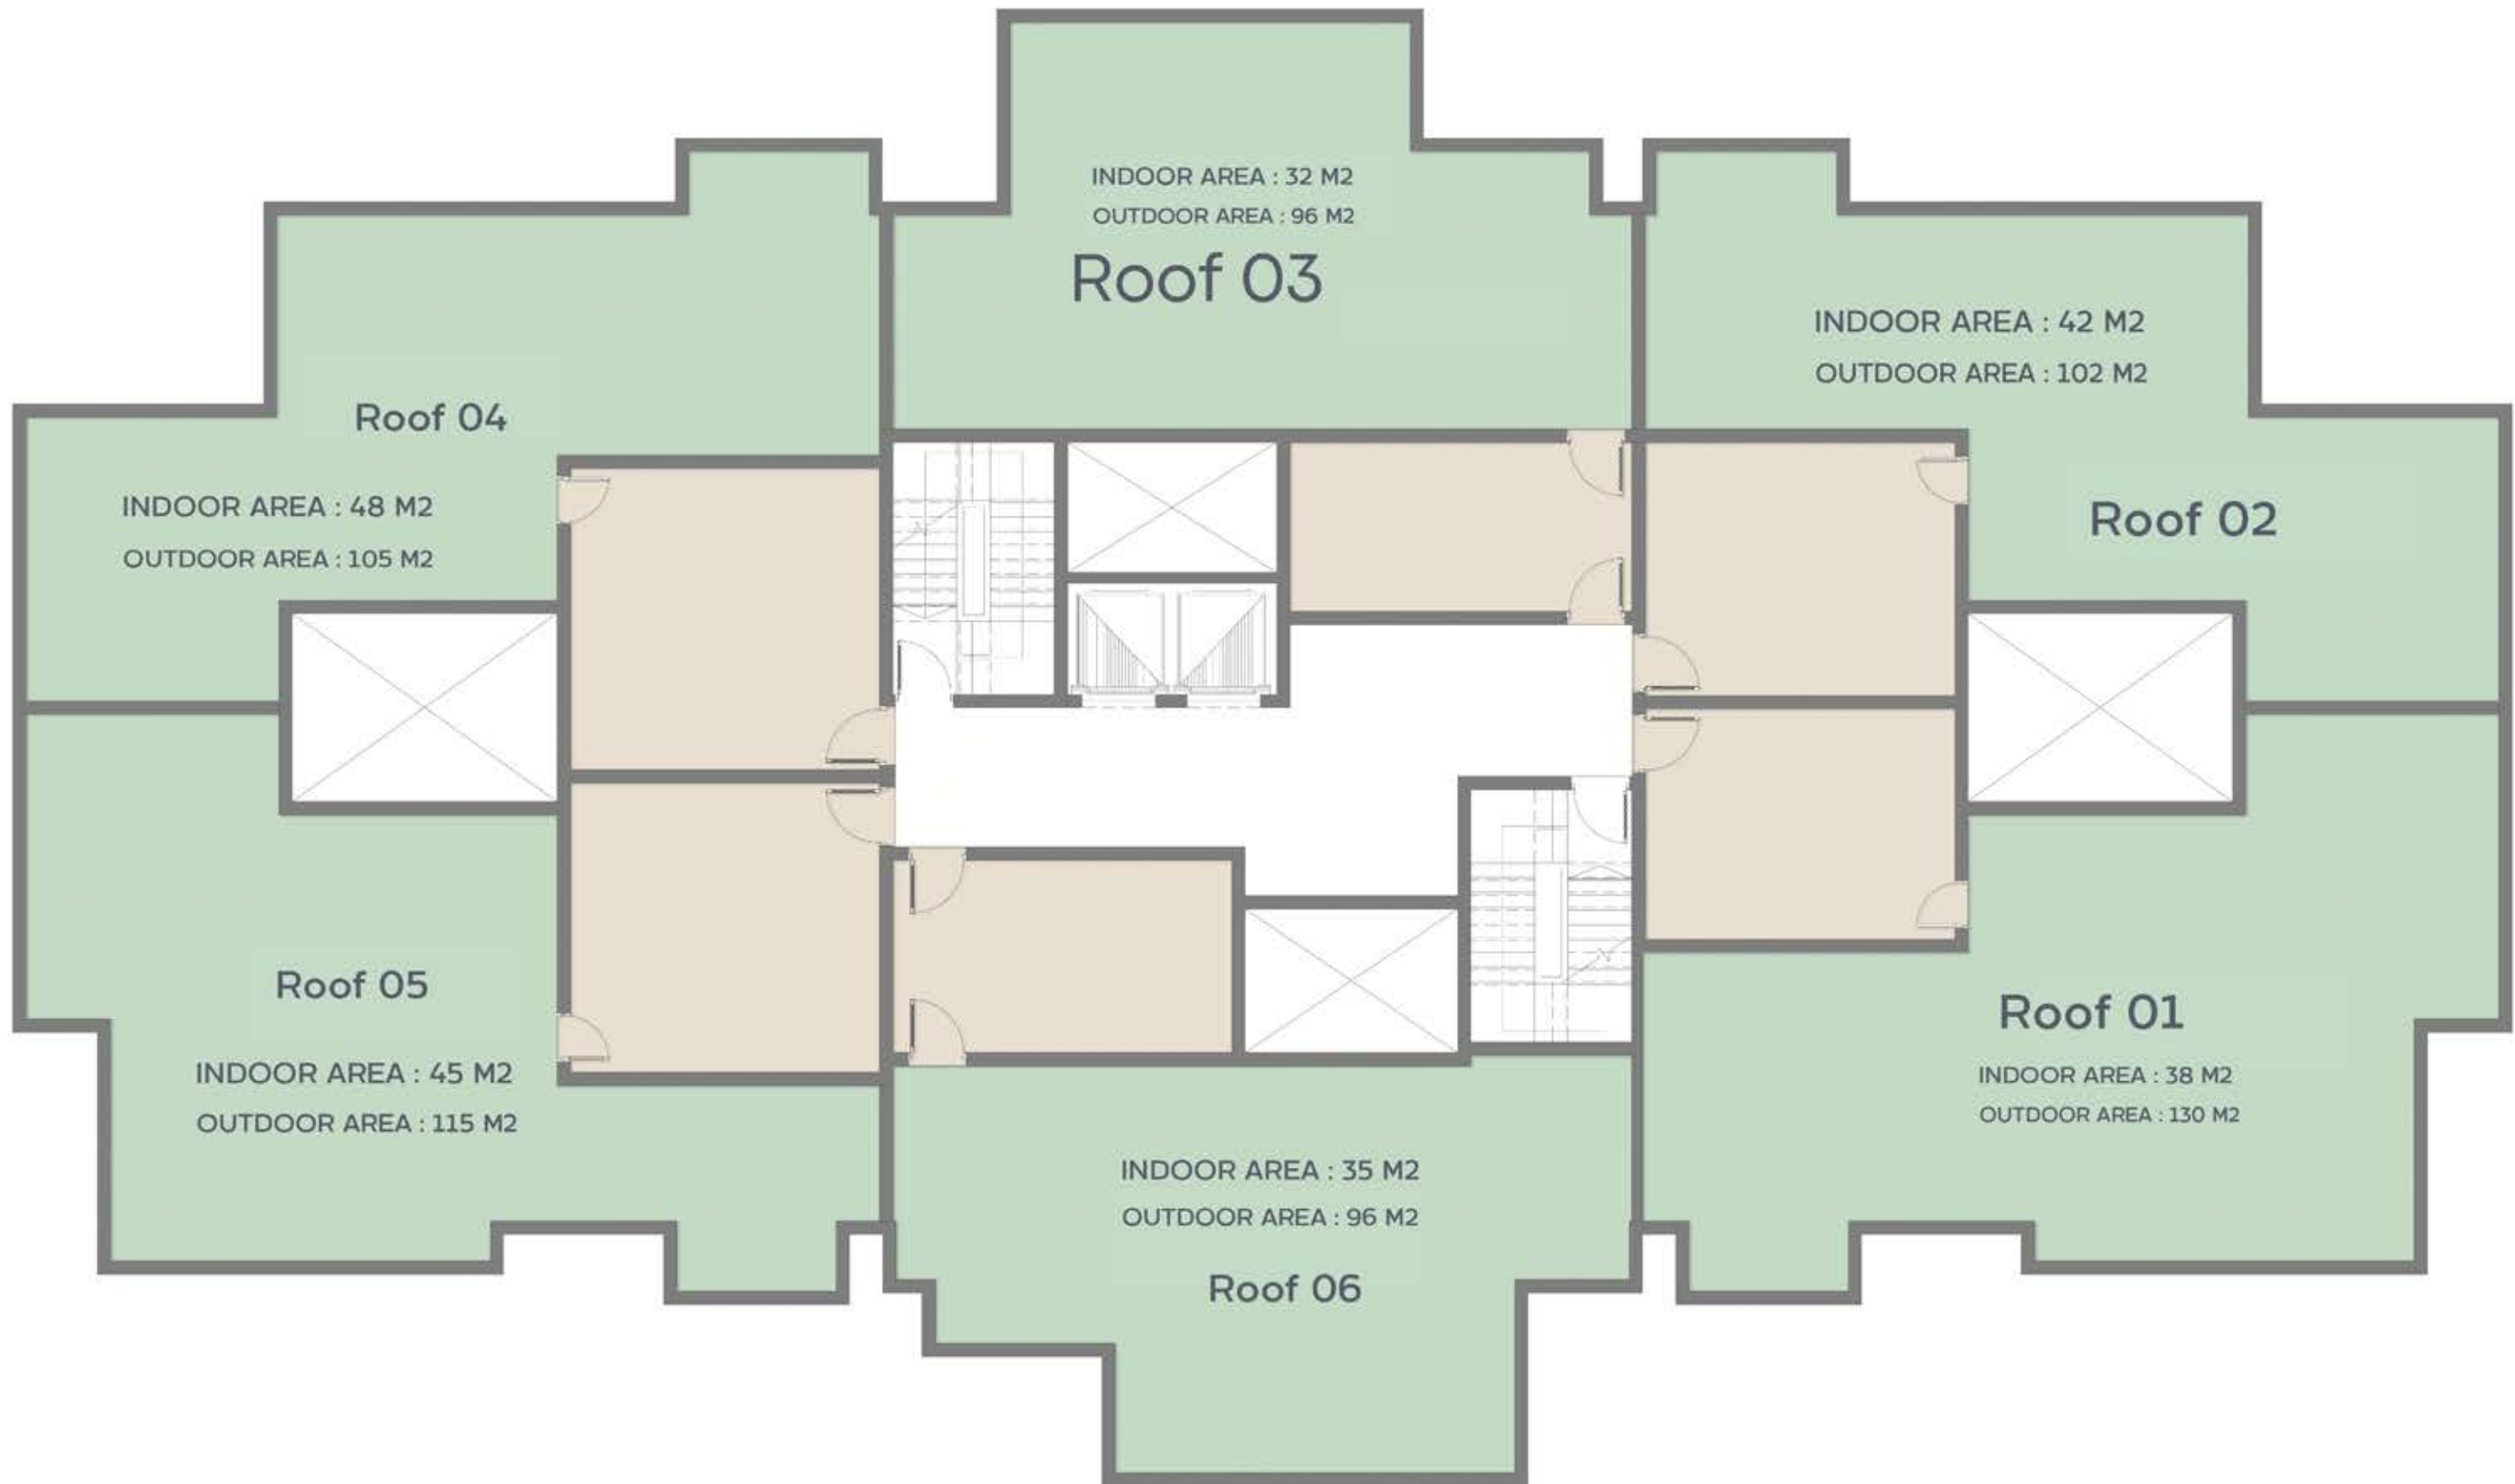 INDOOR AREA : 32 M2
OUTDOOR AREA : 96 M2
Roof 03
INDOOR AREA : 42 M2
OUTDOOR AREA : 102 M2
Roof 02
Roof 04
INDOOR AREA : 48 M2
OUTDOOR AREA : 105 M2
Roof 05
INDOOR AREA : 45 M2
OUTDOOR AREA : 115 M2
Roof 01
INDOOR AREA : 38 M2
OUTDOOR AREA : 130 M2
INDOOR AREA : 35 M2
OUTDOOR AREA : 96 M2
Roof 06